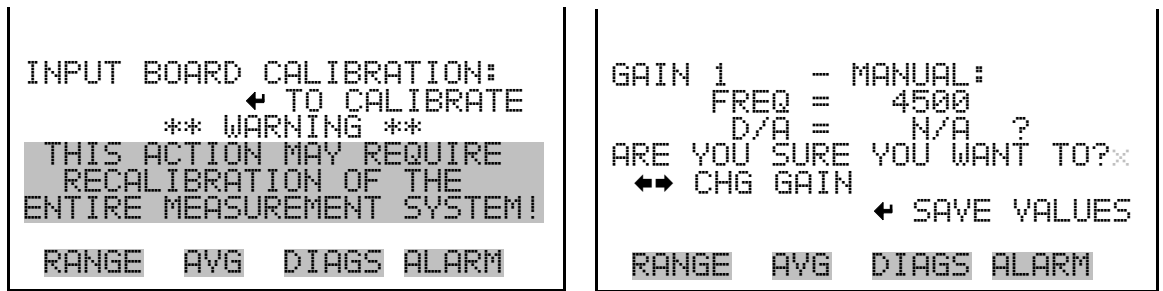 INPUT BOARD CALIBRATION:
↵ TO CALIBRATE
** WARNING **
THIS ACTION MAY REQUIRE
RECALIBRATION OF THE
ENTIRE MEASUREMENT SYSTEM!
RANGE AVG DIAGS ALARM
GAIN 1 - MANUAL:
FREQ = 4500
D/A = N/A ?
ARE YOU SURE YOU WANT TO?x
←→ CHG GAIN
↵ SAVE VALUES
RANGE AVG DIAGS ALARM